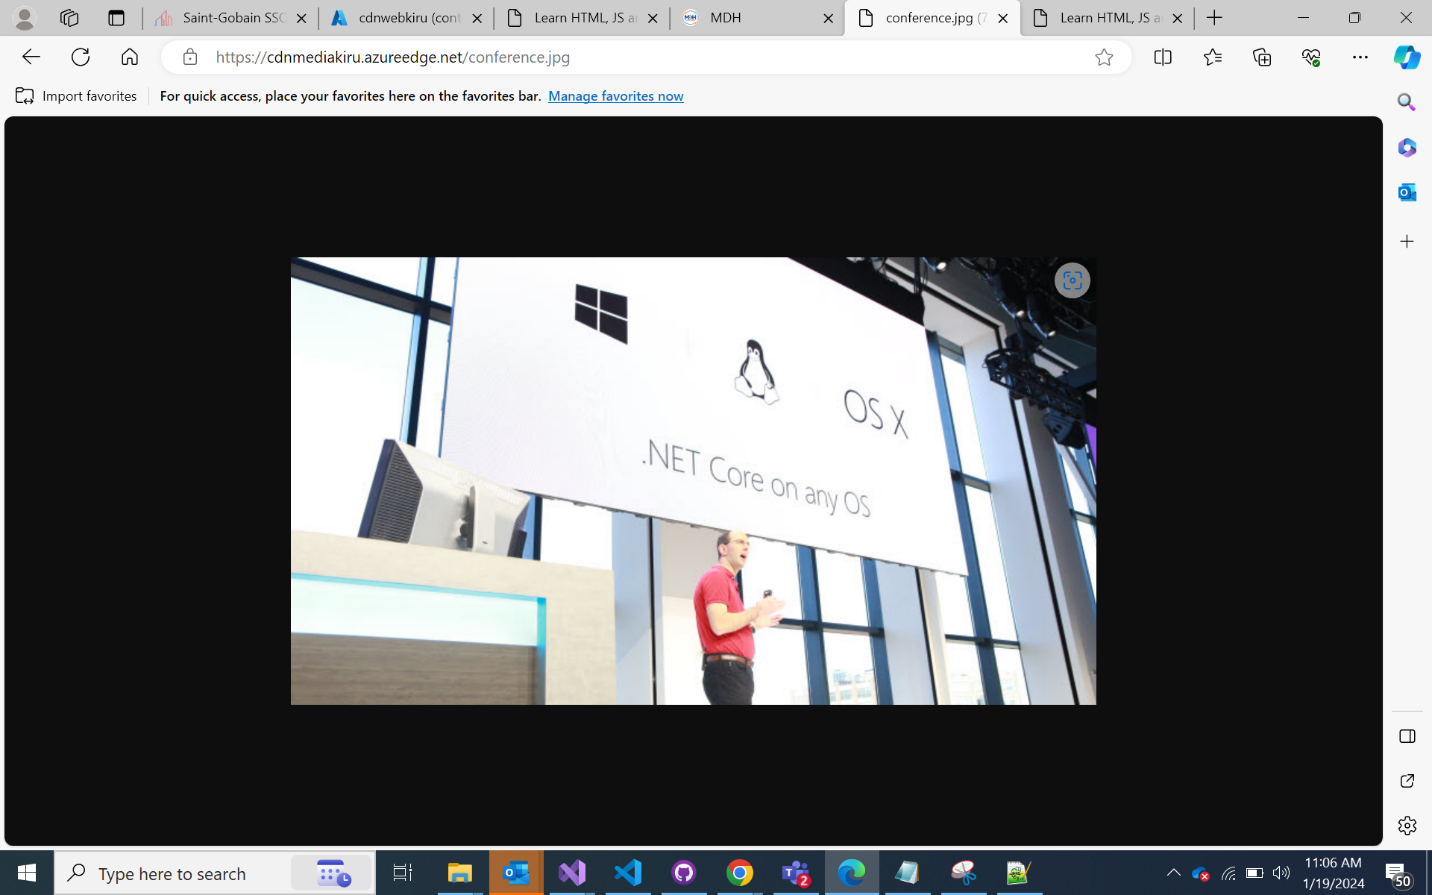 Saint-Gobain SSC
cdnwebkiru (cont
Learn HTML, JS a
MDH
conference.jpg (7
Learn HTML, JS a
https://cdnmediakiru.azureedge.net/conference.jpg
Import favorites
For quick access, place your favorites here on the favorites bar. Manage favorites now
OS X
.NET Core on any OS
Type here to search
2
11:06 AM
1/19/2024
50